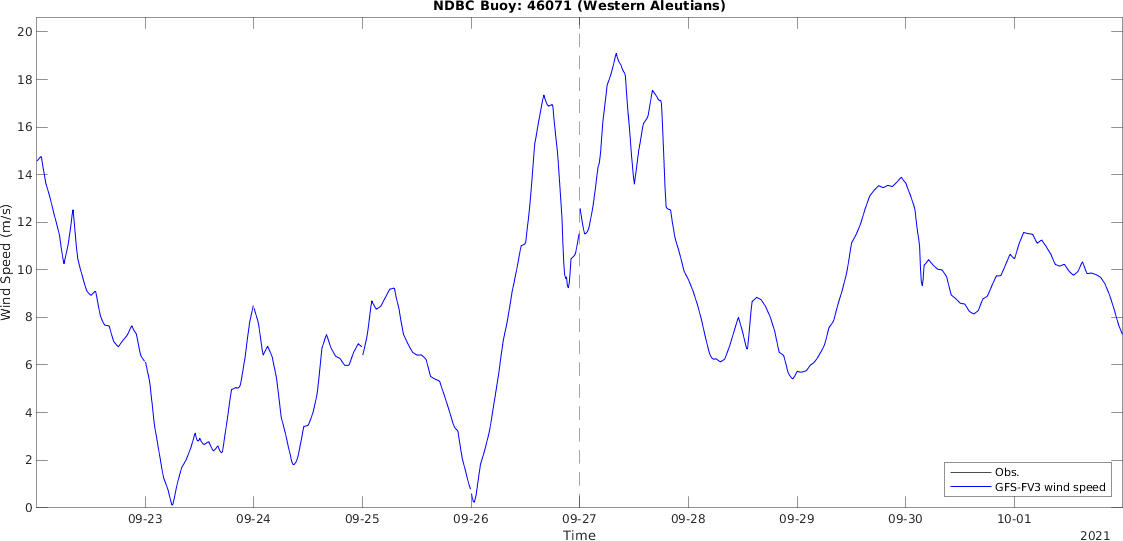 NDBC Buoy: 46071 (Western Aleutians)
20
18
16
14
12
10
8
6
4
2
0
Wind Speed (m/s)
09-23 09-24 09-25 09-26 09-27 09-28 09-29 09-30 10-01
Time
2021
Obs.
GFS-FV3 wind speed